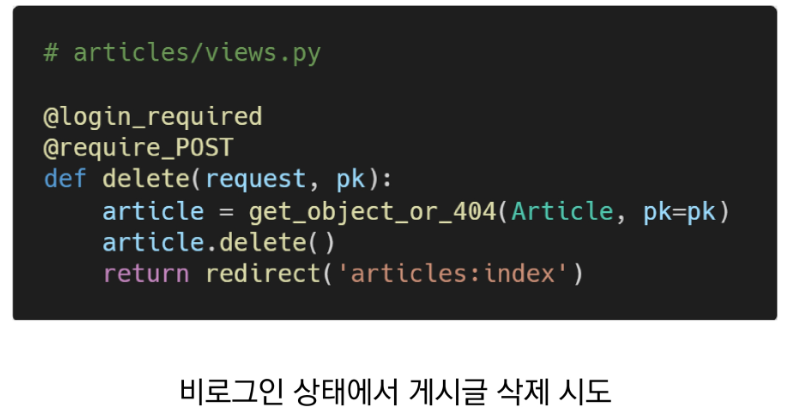 # articles/views.py
@login_required
@require_POST
def delete(request, pk):
    article = get_object_or_404(Article, pk=pk)
    article.delete()
    return redirect('articles:index')
비로그인 상태에서 게시글 삭제 시도